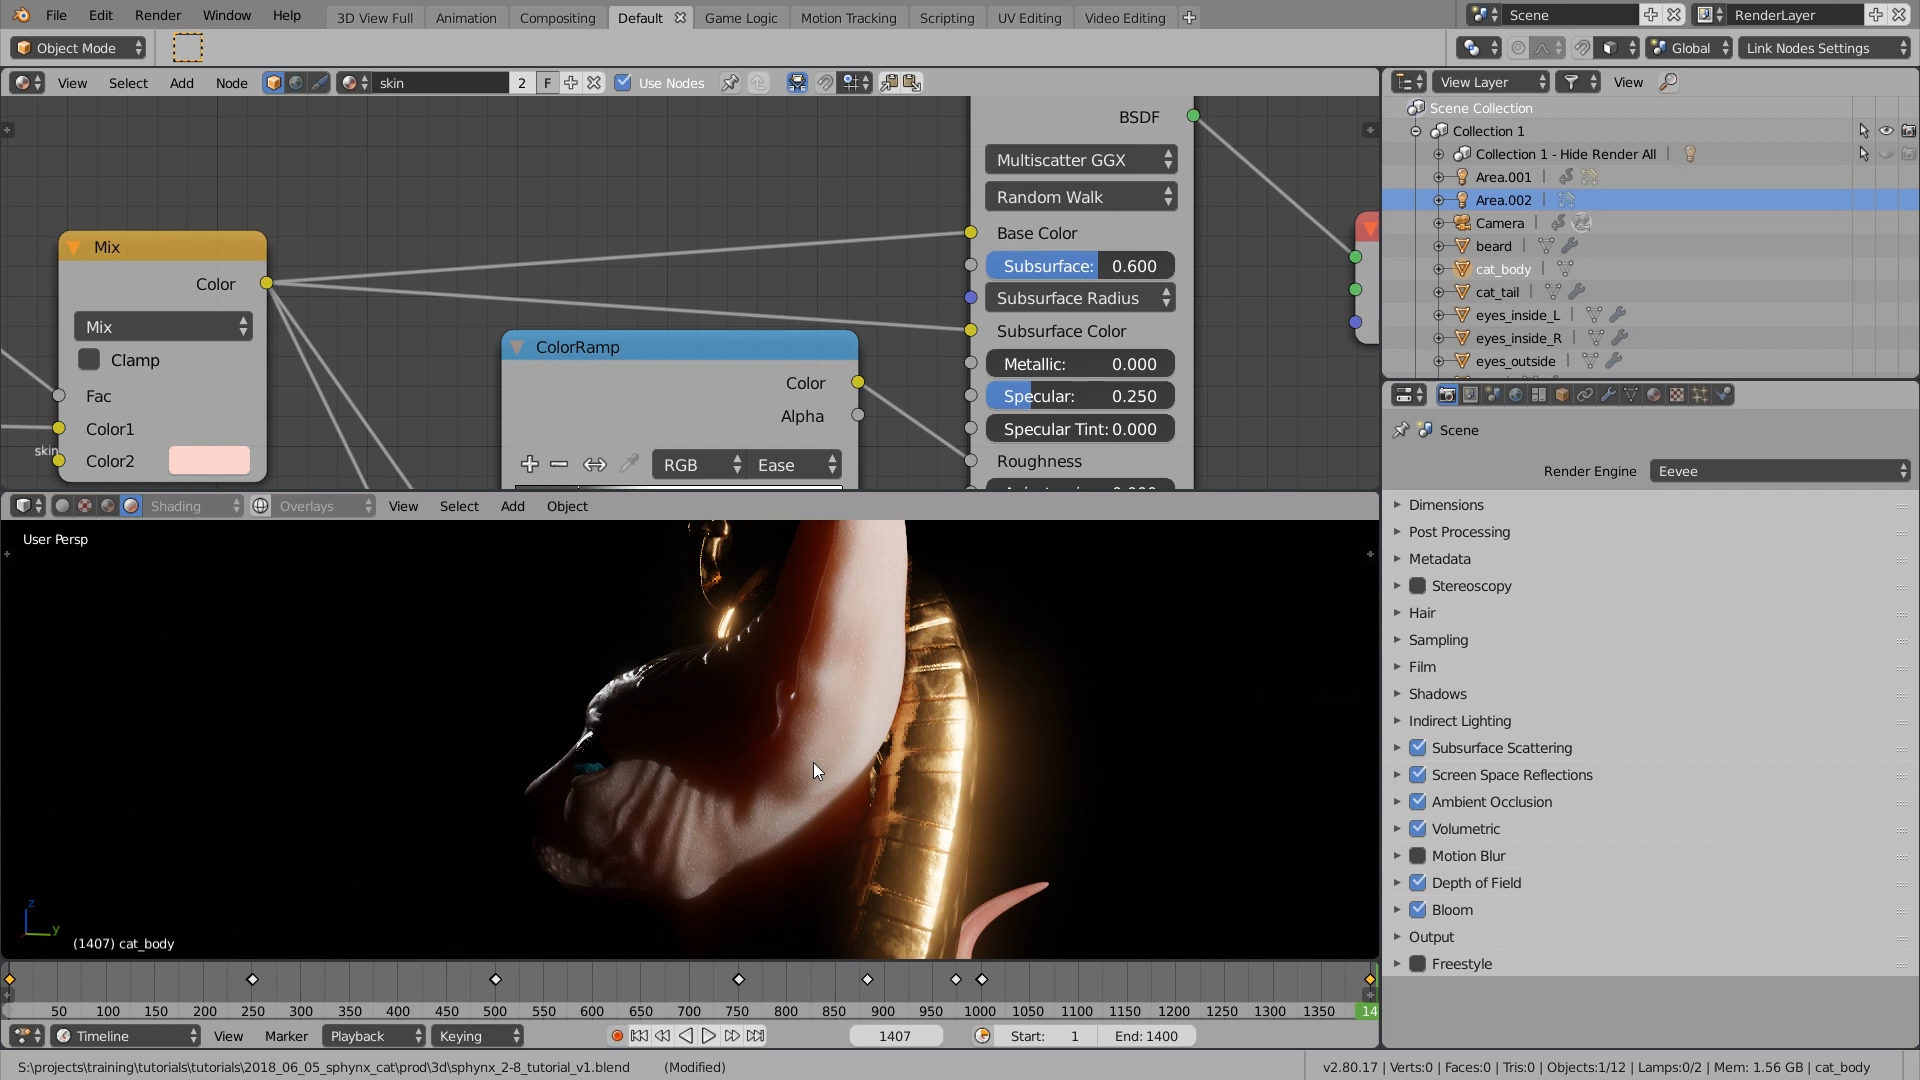 File Edit Render Window Help 3D View Full Animation Compositing Default Game Logic Motion Tracking Scripting UV Editing Video Editing Scene RenderLayer
Object Mode Global Link Nodes Settings
View Select Add Node skin 2 F Use Nodes View Layer View
Scene Collection
BSDF
Collection 1
Multiscatter GGX
Collection 1 - Hide Render All
Area.001
Random Walk
Area.002
Base Color
Camera
Mix
beard
Subsurface: 0.600
cat_body
Color
Subsurface Radius
cat_tail
Mix
Subsurface Color
eyes_inside_L
ColorRamp
eyes_inside_R
Clamp
Metallic: 0.000
eyes_outside
Color
Fac
Specular: 0.250
Alpha
Color1
Specular Tint: 0.000
Scene
skin
Color2
RGB Ease
Roughness
Render Engine Eevee
Shading Overlays View Select Add Object
Dimensions
User Persp
Post Processing
Metadata
Stereoscopy
Hair
Sampling
Film
Shadows
Indirect Lighting
Subsurface Scattering
Screen Space Reflections
Ambient Occlusion
Volumetric
Motion Blur
Depth of Field
Bloom
z
y
Output
(1407) cat_body
Freestyle
50 100 150 200 250 300 350 400 450 500 550 600 650 700 750 800 850 900 950 1000 1050 1100 1150 1200 1250 1300 1350 14
Timeline View Marker Playback Keying 1407 Start: 1 End: 1400
S:\projects\training\tutorials\tutorials\2018_06_05_sphynx_cat\prod\3d\sphynx_2-8_tutorial_v1.blend (Modified)
v2.80.17 | Verts:0 | Faces:0 | Tris:0 | Objects:1/12 | Lamps:0/2 | Mem: 1.56 GB | cat_body